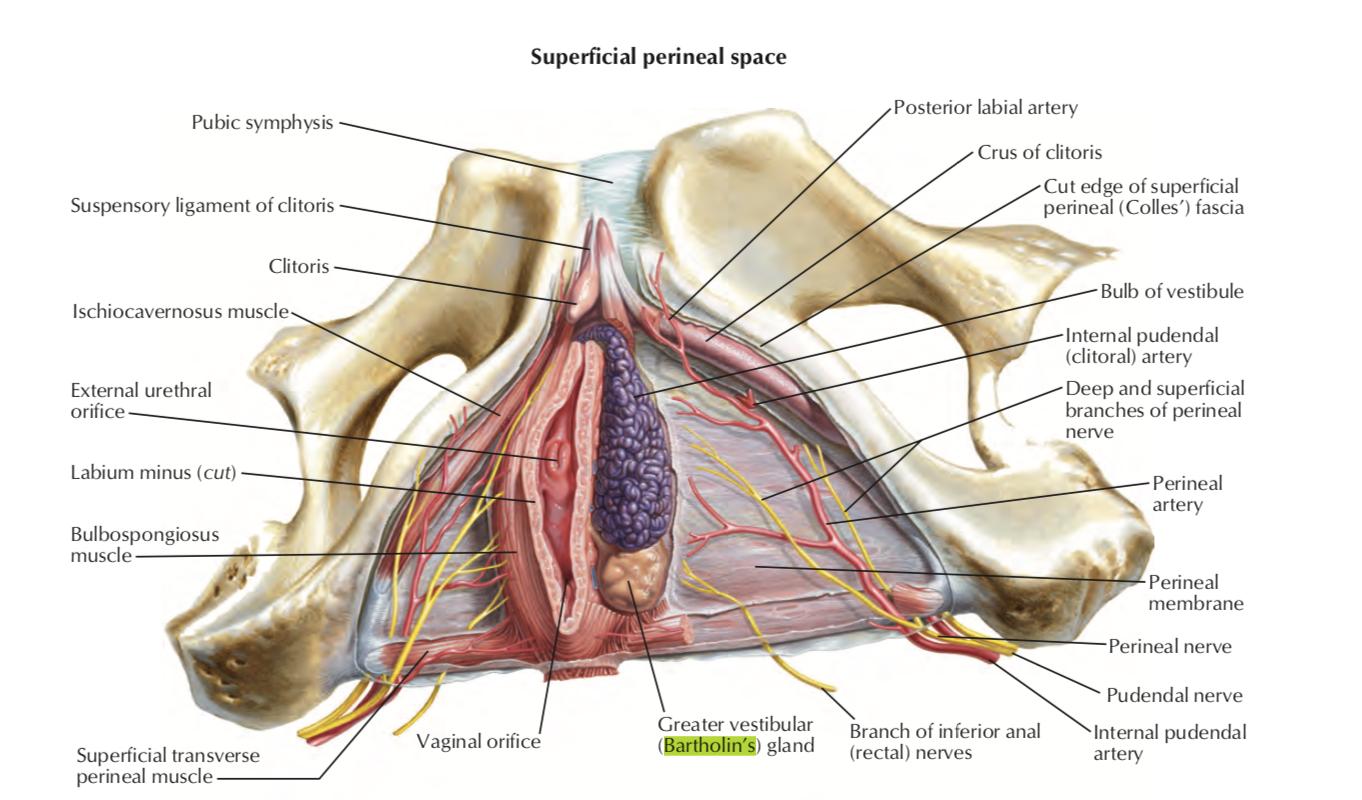 Superficial perineal space
Pubic symphysis
Suspensory ligament of clitoris
Clitoris
Ischiocavernosus muscle
External urethral
orifice
Labium minus (cut)
Bulbospongiosus
muscle
Superficial transverse
perineal muscle
Vaginal orifice
Greater vestibular
(Bartholin’s) gland
Branch of inferior anal
(rectal) nerves
Posterior labial artery
Crus of clitoris
Cut edge of superficial
perineal (Colles’) fascia
Bulb of vestibule
Internal pudendal
(clitoral) artery
Deep and superficial
branches of perineal
nerve
Perineal
artery
Perineal
membrane
Perineal nerve
Pudendal nerve
Internal pudendal
artery